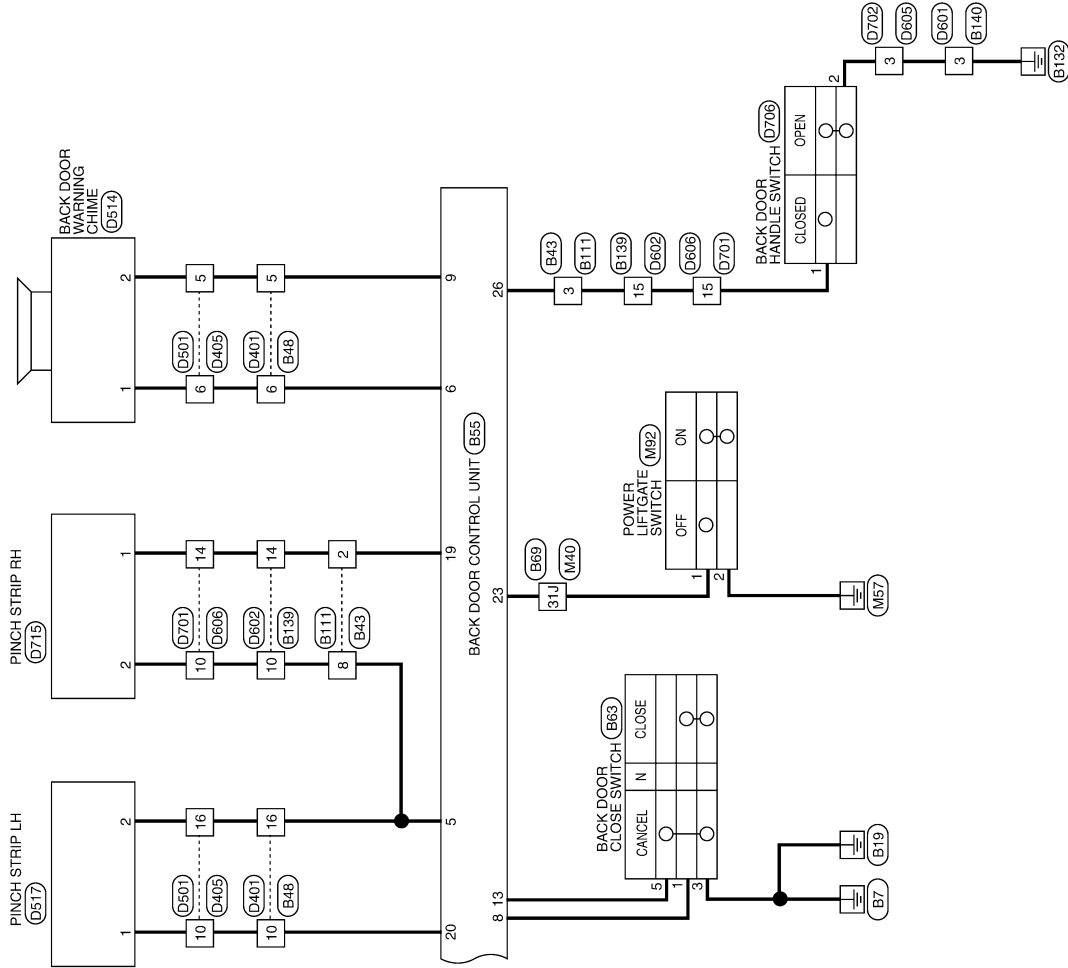 PINCH STRIP LH
D517
1
2
10
16
D501
D405
10
16
D401
B48
20
5
PINCH STRIP RH
D715
2
1
10
14
D701
D606
10
14
D602
B139
8
2
B111
B43
19
BACK DOOR
WARNING
CHIME
D514
1
2
6
5
D501
D405
6
5
D401
B48
6
9
BACK DOOR CONTROL UNIT
B55
8
13
23
26
BACK DOOR
CLOSE SWITCH
B63
CANCEL
N
CLOSE
5
1
3
B7
B19
B69
M40
31J
POWER
LIFTGATE
SWITCH
M92
OFF
ON
1
2
M57
B43
B111
3
B139
D602
15
D606
D701
15
BACK DOOR
HANDLE SWITCH
D706
CLOSED
OPEN
1
2
D702
D605
3
D601
B140
3
B132